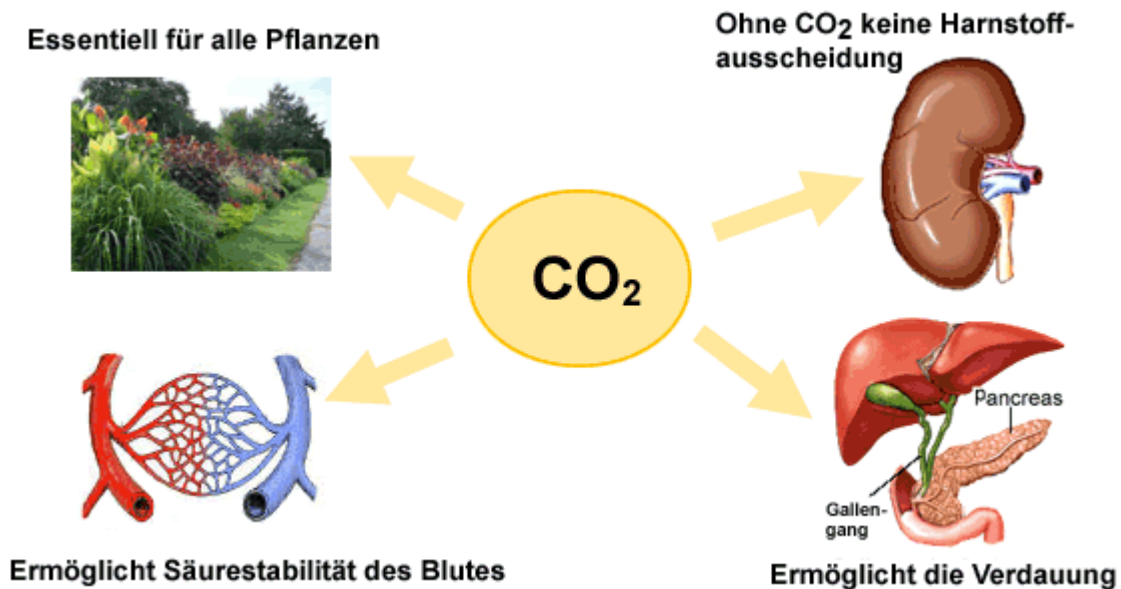 Essentiell für alle Pflanzen
Ohne CO₂ keine Harnstoff-
ausscheidung
CO₂
Pancreas
Gallen-
gang
Ermöglicht Säurestabilität des Blutes
Ermöglicht die Verdauung